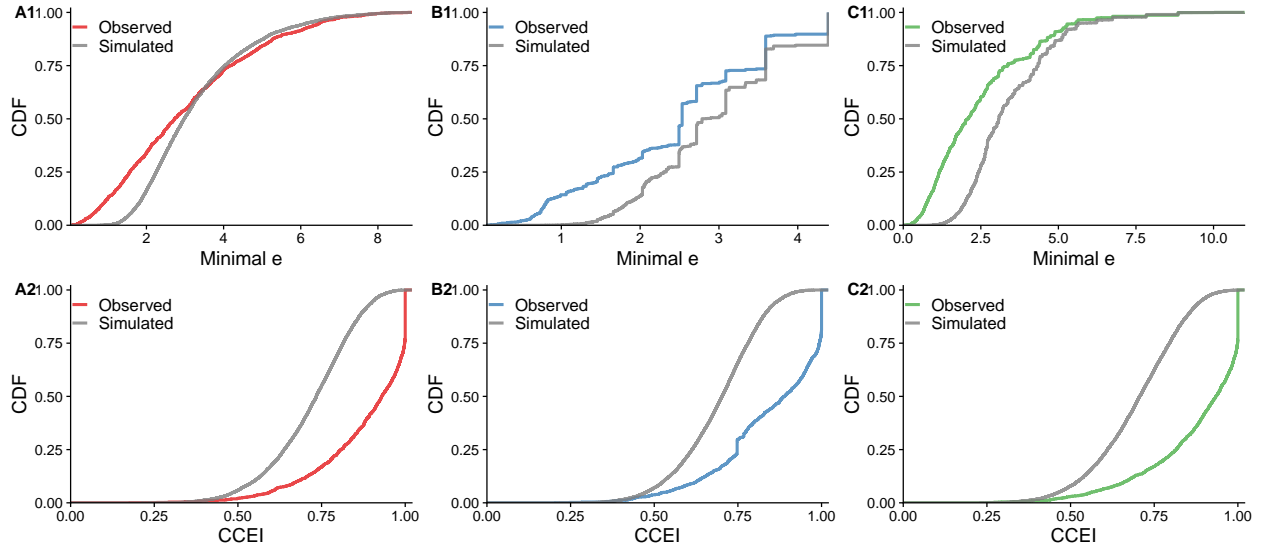 A1
1.00
0.75
0.50
0.25
0.00
CDF
Observed
Simulated
2
4
6
8
Minimal e
B1
1.00
0.75
0.50
0.25
0.00
CDF
Observed
Simulated
1
2
3
4
Minimal e
C1
1.00
0.75
0.50
0.25
0.00
CDF
Observed
Simulated
0.0
2.5
5.0
7.5
10.0
Minimal e
A2
1.00
0.75
0.50
0.25
0.00
CDF
Observed
Simulated
0.00
0.25
0.50
0.75
1.00
CCEI
B2
1.00
0.75
0.50
0.25
0.00
CDF
Observed
Simulated
0.00
0.25
0.50
0.75
1.00
CCEI
C2
1.00
0.75
0.50
0.25
0.00
CDF
Observed
Simulated
0.00
0.25
0.50
0.75
1.00
CCEI